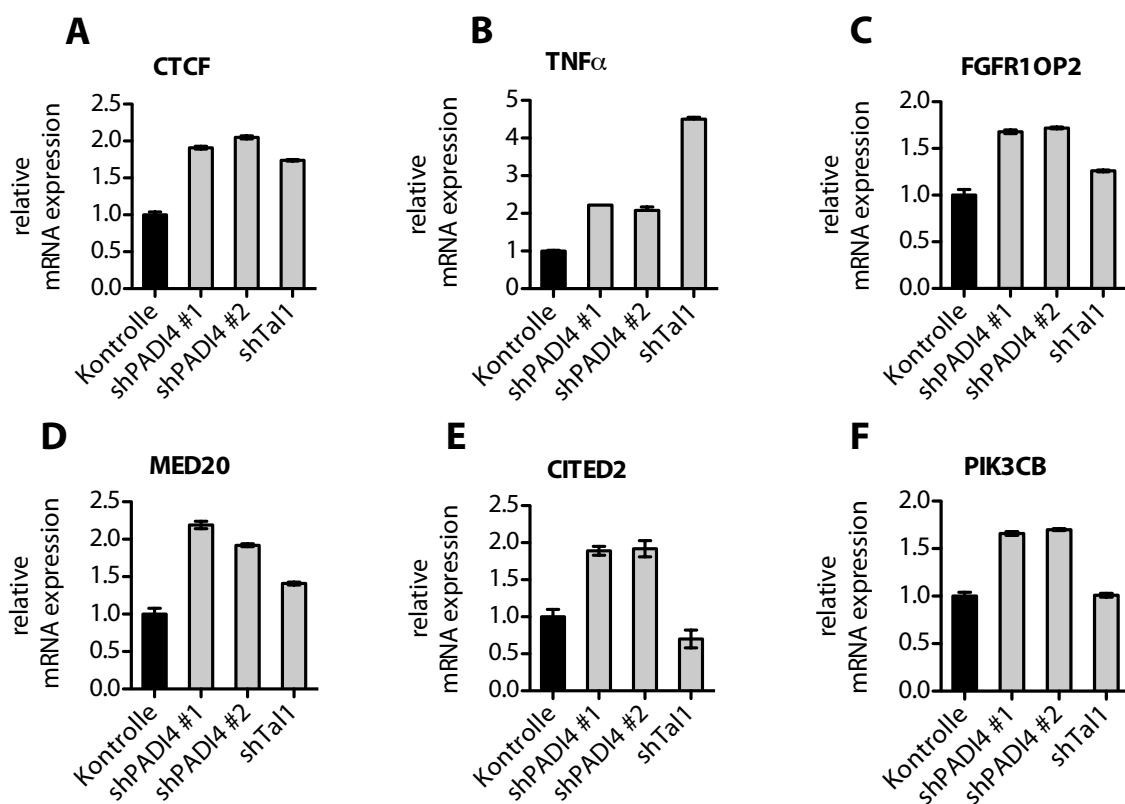 A
CTCF
relative
mRNA expression
2.5
2.0
1.5
1.0
0.5
0.0
Kontrolle
shPADI4 #1
shPADI4 #2
shTal1
B
TNFα
relative
mRNA expression
5
4
3
2
1
0
Kontrolle
shPADI4 #1
shPADI4 #2
shTal1
C
FGFR1OP2
relative
mRNA expression
2.0
1.5
1.0
0.5
0.0
Kontrolle
shPADI4 #1
shPADI4 #2
shTal1
D
MED20
relative
mRNA expression
2.5
2.0
1.5
1.0
0.5
0.0
Kontrolle
shPADI4 #1
shPADI4 #2
shTal1
E
CITED2
relative
mRNA expression
2.5
2.0
1.5
1.0
0.5
0.0
Kontrolle
shPADI4 #1
shPADI4 #2
shTal1
F
PIK3CB
relative
mRNA expression
2.0
1.5
1.0
0.5
0.0
Kontrolle
shPADI4 #1
shPADI4 #2
shTal1